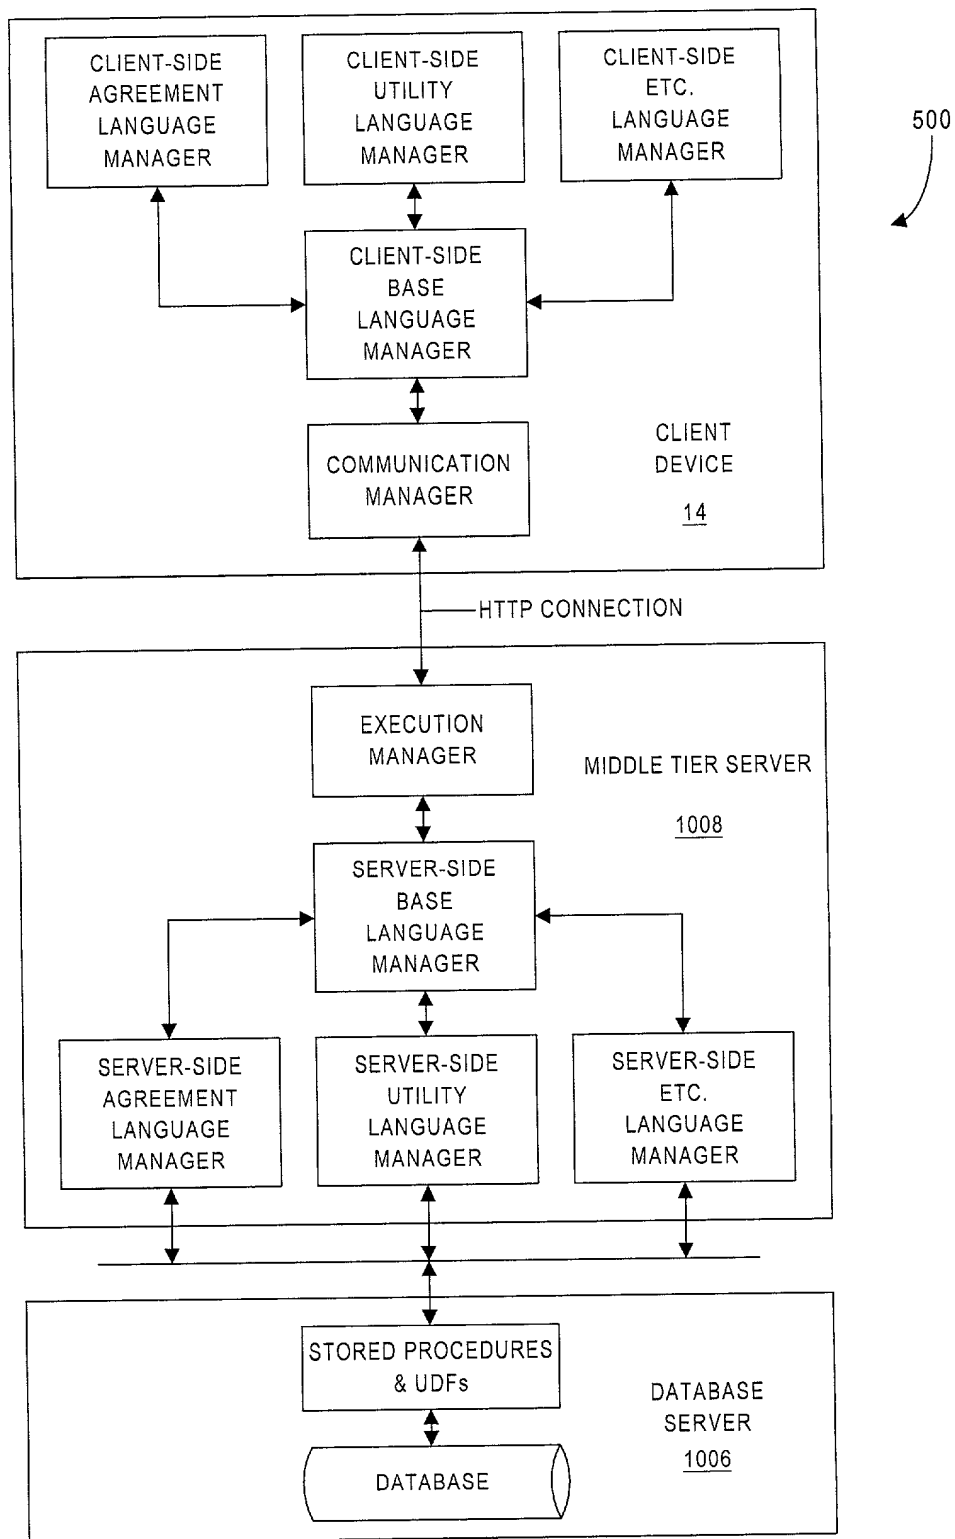 CLIENT-SIDE
AGREEMENT
LANGUAGE
MANAGER
CLIENT-SIDE
UTILITY
LANGUAGE
MANAGER
CLIENT-SIDE
ETC.
LANGUAGE
MANAGER
500
CLIENT-SIDE
BASE
LANGUAGE
MANAGER
COMMUNICATION
MANAGER
CLIENT
DEVICE
14
HTTP CONNECTION
EXECUTION
MANAGER
MIDDLE TIER SERVER
1008
SERVER-SIDE
BASE
LANGUAGE
MANAGER
SERVER-SIDE
AGREEMENT
LANGUAGE
MANAGER
SERVER-SIDE
UTILITY
LANGUAGE
MANAGER
SERVER-SIDE
ETC.
LANGUAGE
MANAGER
STORED PROCEDURES
& UDFs
DATABASE
SERVER
1006
DATABASE